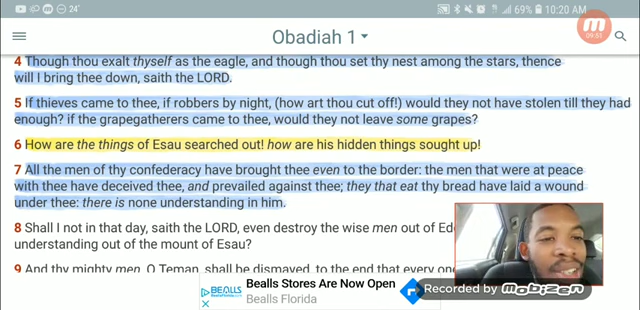 24° 69% 10:20 AM
Obadiah 1
09:51
4 Though thou exalt thyself as the eagle, and though thou set thy nest among the stars, thence
will I bring thee down, saith the LORD.
5 If thieves came to thee, if robbers by night, (how art thou cut off!) would they not have stolen till they had
enough? if the grapegatherers came to thee, would they not leave some grapes?
6 How are the things of Esau searched out! how are his hidden things sought up!
7 All the men of thy confederacy have brought thee even to the border: the men that were at peace
with thee have deceived thee, and prevailed against thee; they that eat thy bread have laid a wound
under thee: there is none understanding in him.
8 Shall I not in that day, saith the LORD, even destroy the wise men out of Ed
understanding out of the mount of Esau?
9 And thy mighty men, O Teman, shall be dismayed, to the end that every one
BEALLS
Bealls Stores Are Now Open
Bealls Florida
Recorded by Mobizen